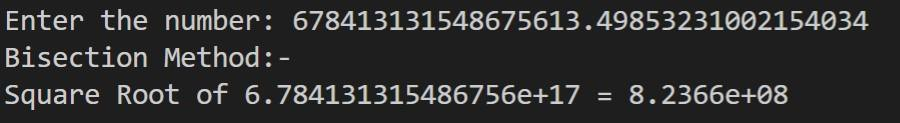 Enter the number: 678413131548675613.49853231002154034
Bisection Method:-
Square Root of 6.784131315486756e+17 = 8.2366e+08